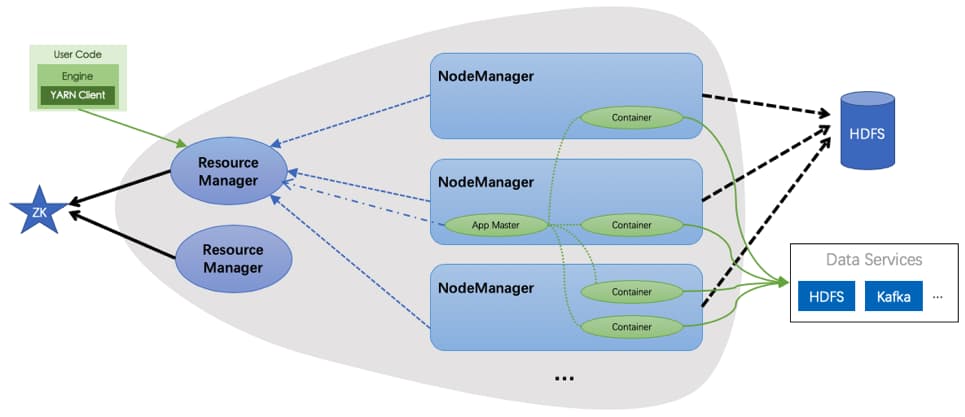 User Code
Engine
YARN Client
ZK
Resource
Manager
Resource
Manager
NodeManager
Container
NodeManager
App Master
Container
NodeManager
Container
Container
...
HDFS
Data Services
HDFS
Kafka
...